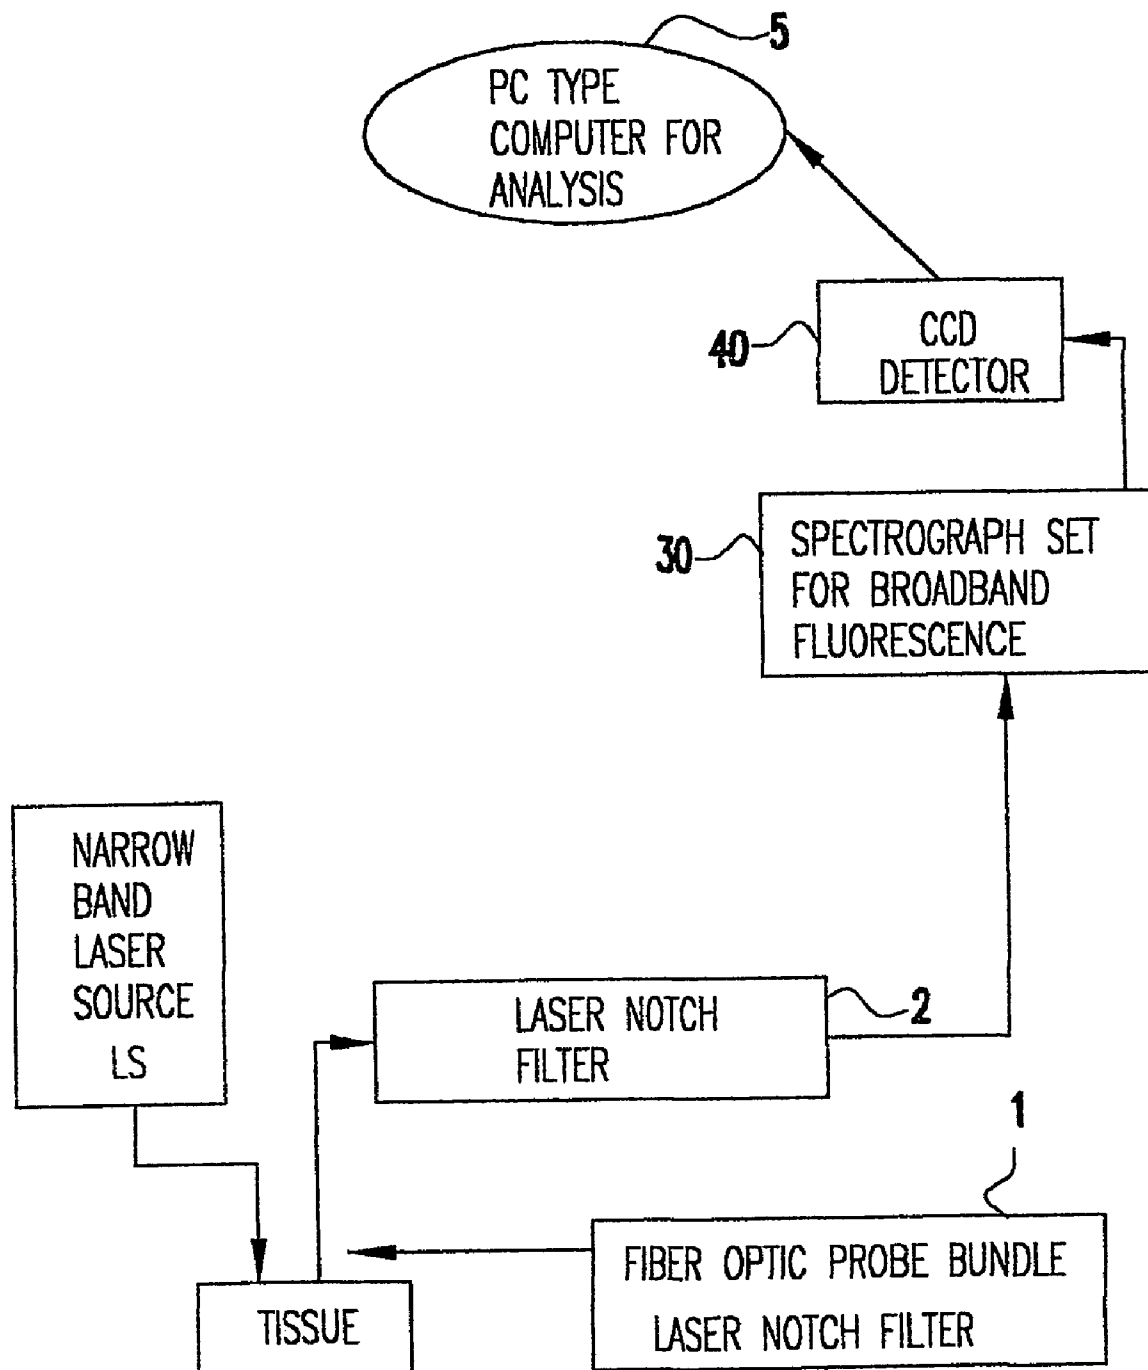 5
PC TYPE
COMPUTER FOR
ANALYSIS
40
CCD
DETECTOR
30
SPECTROGRAPH SET
FOR BROADBAND
FLUORESCENCE
NARROW
BAND
LASER
SOURCE
LS
LASER NOTCH
FILTER
2
1
FIBER OPTIC PROBE BUNDLE
LASER NOTCH FILTER
TISSUE